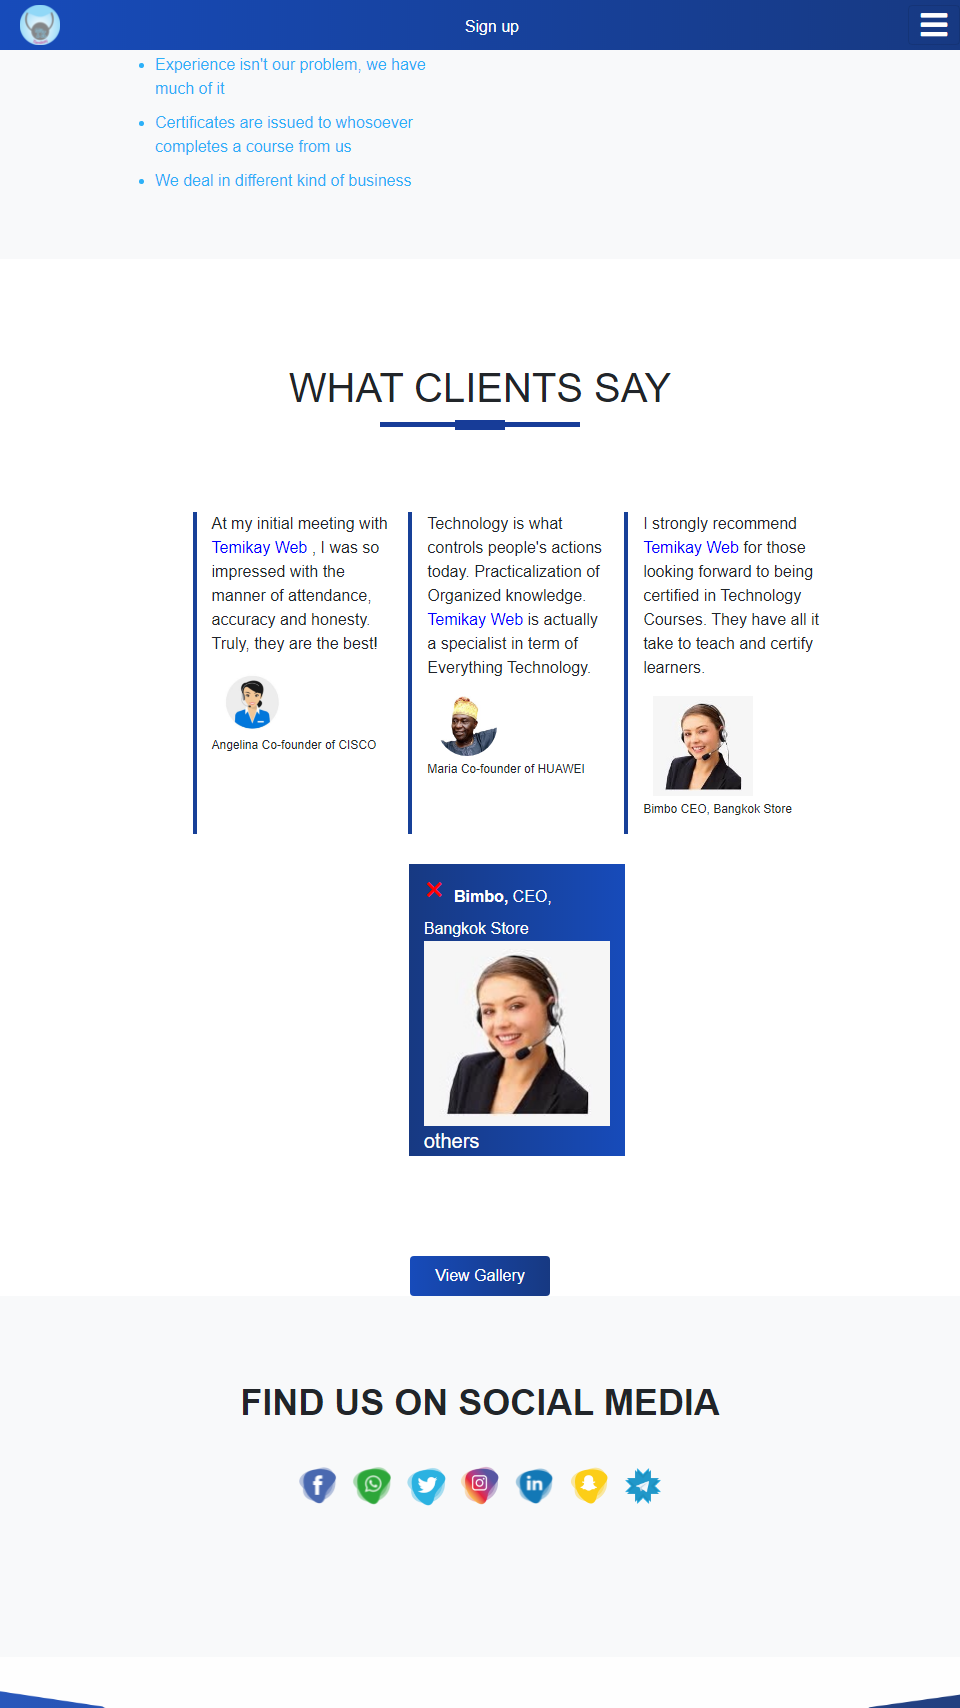 Sign up
Experience isn't our problem, we have
much of it
Certificates are issued to whosoever
completes a course from us
We deal in different kind of business
WHAT CLIENTS SAY
At my initial meeting with
Temikay Web , I was so
impressed with the
manner of attendance,
accuracy and honesty.
Truly, they are the best!
Angelina Co-founder of CISCO
Technology is what
controls people's actions
today. Practicalization of
Organized knowledge.
Temikay Web is actually
a specialist in term of
Everything Technology.
Maria Co-founder of HUAWEI
I strongly recommend
Temikay Web for those
looking forward to being
certified in Technology
Courses. They have all it
take to teach and certify
learners.
Bimbo CEO, Bangkok Store
Bimbo, CEO,
Bangkok Store
others
View Gallery
FIND US ON SOCIAL MEDIA